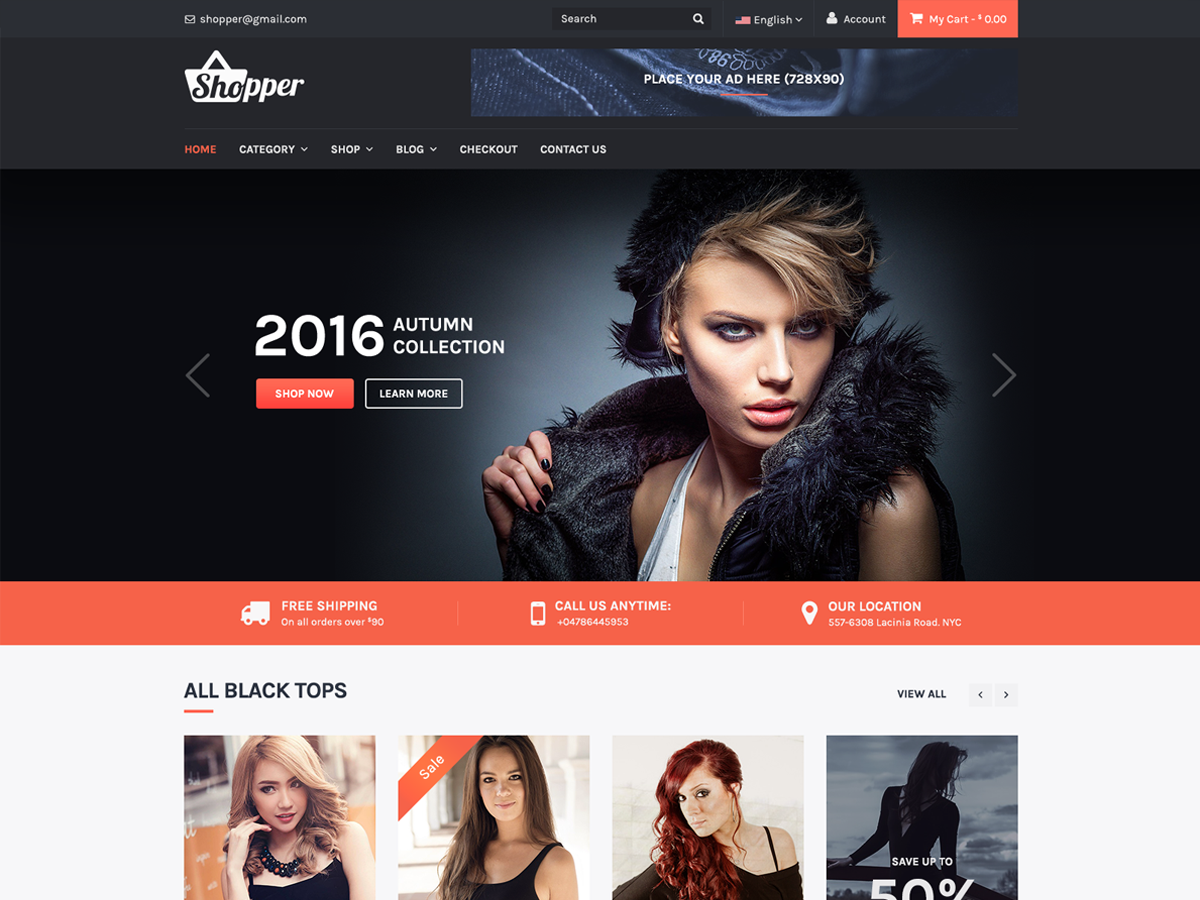 shopper@gmail.com
Search
English
Account
My Cart - $ 0.00
Shopper
PLACE YOUR AD HERE (728X90)
HOME
CATEGORY
SHOP
BLOG
CHECKOUT
CONTACT US
2016 AUTUMN
COLLECTION
SHOP NOW
LEARN MORE
FREE SHIPPING
On all orders over $90
CALL US ANYTIME:
+04786445953
OUR LOCATION
557-6308 Lacinia Road. NYC
ALL BLACK TOPS
VIEW ALL
Sale
SAVE UP TO
50%